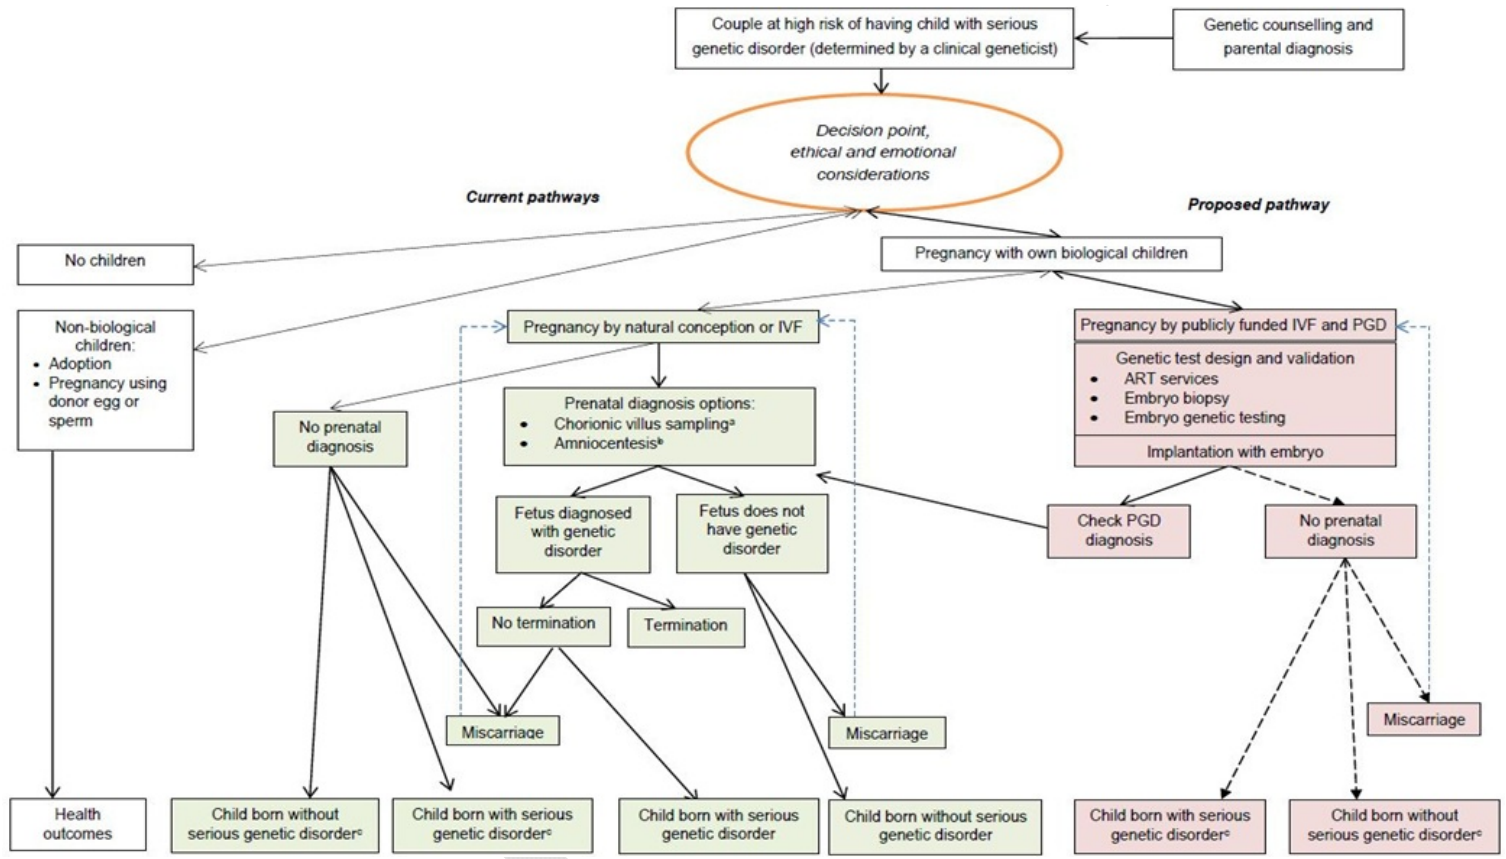 Couple at high risk of having child with serious
genetic disorder (determined by a clinical geneticist)
Genetic counselling and
parental diagnosis
Decision point,
ethical and emotional
considerations
Current pathways
Proposed pathway
No children
Pregnancy with own biological children
Non-biological
children:
• Adoption
• Pregnancy using
donor egg or
sperm
Pregnancy by natural conception or IVF
Pregnancy by publicly funded IVF and PGD
Genetic test design and validation
• ART services
• Embryo biopsy
• Embryo genetic testing
Implantation with embryo
No prenatal
diagnosis
Prenatal diagnosis options:
• Chorionic villus samplingᵃ
• Amniocentesisᵇ
Fetus diagnosed
with genetic
disorder
Fetus does not
have genetic
disorder
Check PGD
diagnosis
No prenatal
diagnosis
No termination
Termination
Miscarriage
Miscarriage
Miscarriage
Health
outcomes
Child born without
serious genetic disorderᶜ
Child born with serious
genetic disorderᶜ
Child born with serious
genetic disorder
Child born without serious
genetic disorder
Child born with serious
genetic disorderᶜ
Child born without
serious genetic disorderᶜ